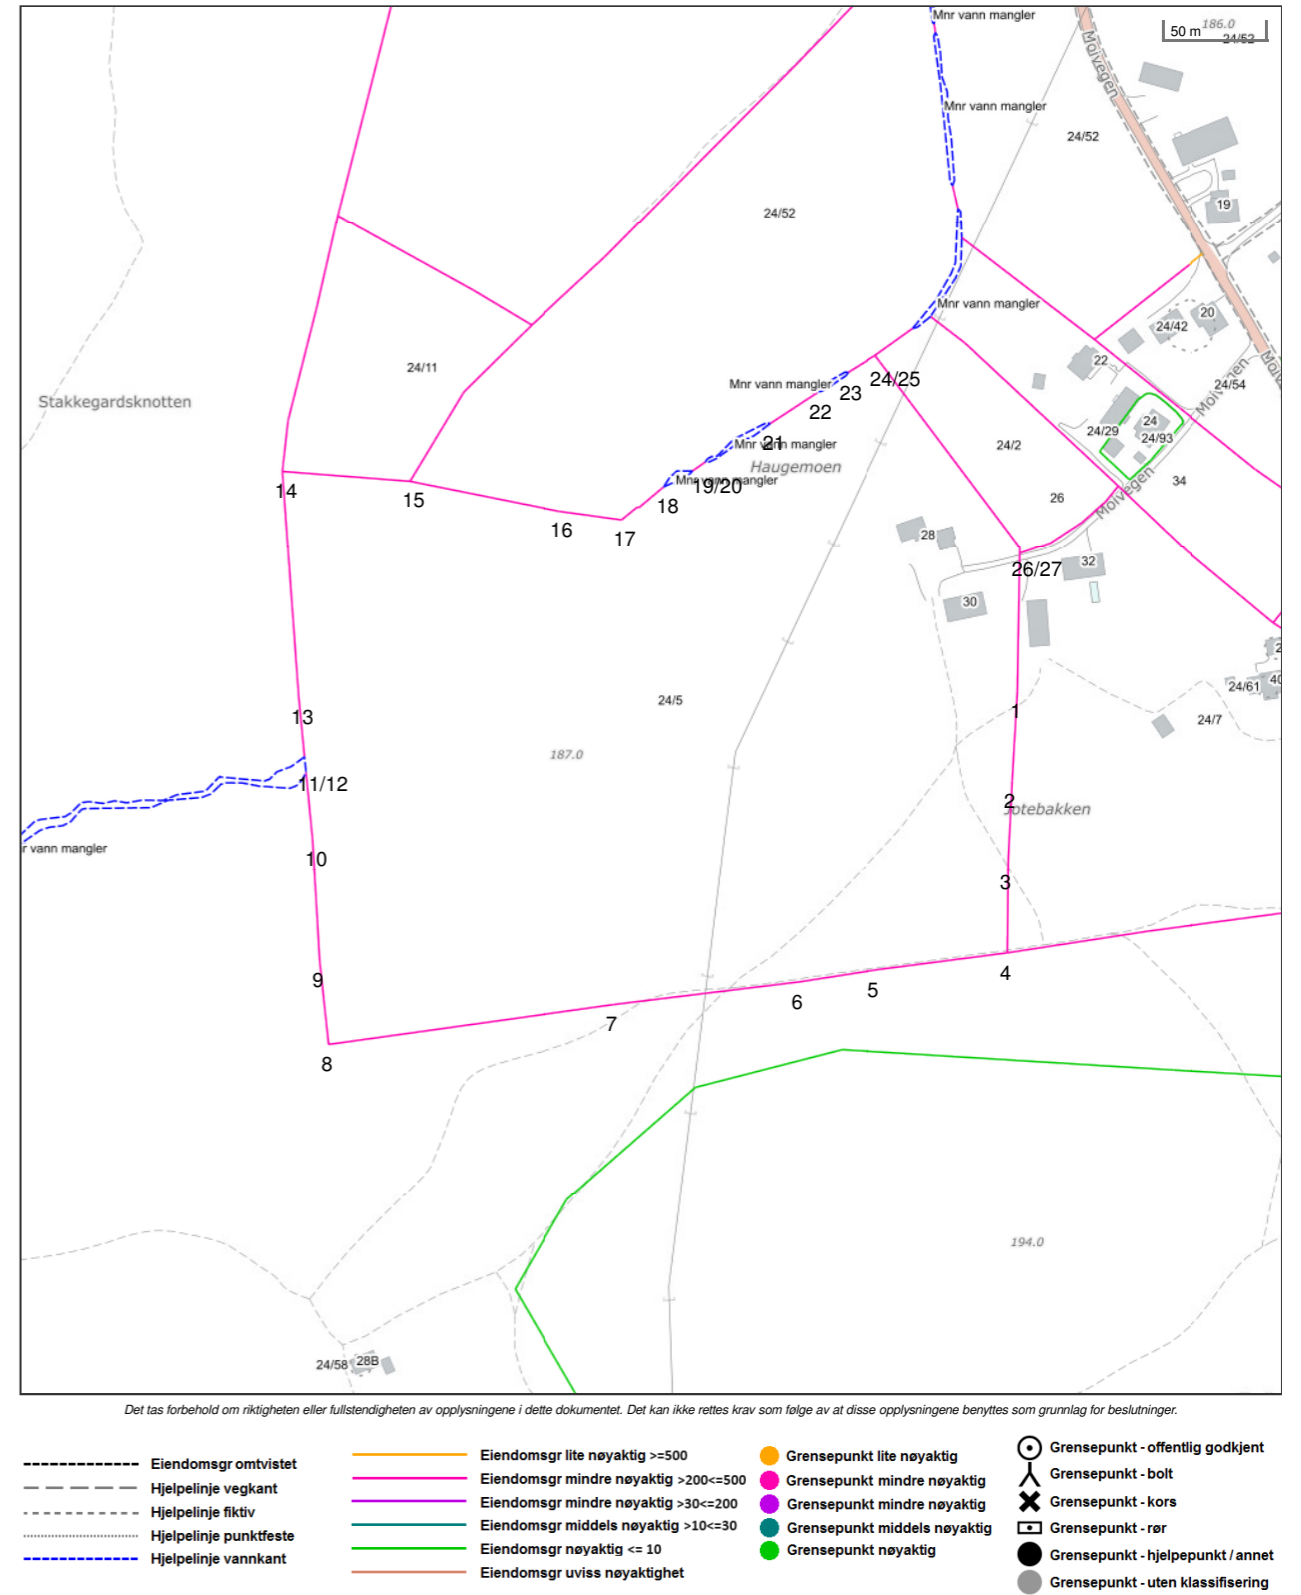 Mnr vann mangler
186.0
50 m
24/52
Moivegen
Mnr vann mangler
24/52
19
24/52
Mnr vann mangler
20
24/42
22
24/11
24/25
24/54
Mnr vann mangler
23
Moivegen
Stakkegardsknotten
22
24
24/29
24/93
21
Mnr vann mangler
24/2
Haugemoen
34
19/20
14
15
26
Moivegen
18
16
17
28
32
26/27
30
24/61
40
24/5
13
1
24/7
187.0
11/12
2
Jotebakken
r vann mangler
10
3
9
4
5
6
7
8
194.0
24/58
28B
Det tas forbehold om riktigheten eller fullstendigheten av opplysningene i dette dokumentet. Det kan ikke rettes krav som følge av at disse opplysningene benyttes som grunnlag for beslutninger.
Eiendomsgr omtvistet
Hjelpelinje vegkant
Hjelpelinje fiktiv
Hjelpelinje punktfeste
Hjelpelinje vannkant
Eiendomsgr lite nøyaktig >=500
Eiendomsgr mindre nøyaktig >200<=500
Eiendomsgr mindre nøyaktig >30<=200
Eiendomsgr middels nøyaktig >10<=30
Eiendomsgr nøyaktig <= 10
Eiendomsgr uviss nøyaktighet
Grensepunkt lite nøyaktig
Grensepunkt mindre nøyaktig
Grensepunkt mindre nøyaktig
Grensepunkt middels nøyaktig
Grensepunkt nøyaktig
Grensepunkt - offentlig godkjent
Grensepunkt - bolt
Grensepunkt - kors
Grensepunkt - rør
Grensepunkt - hjelpepunkt / annet
Grensepunkt - uten klassifisering